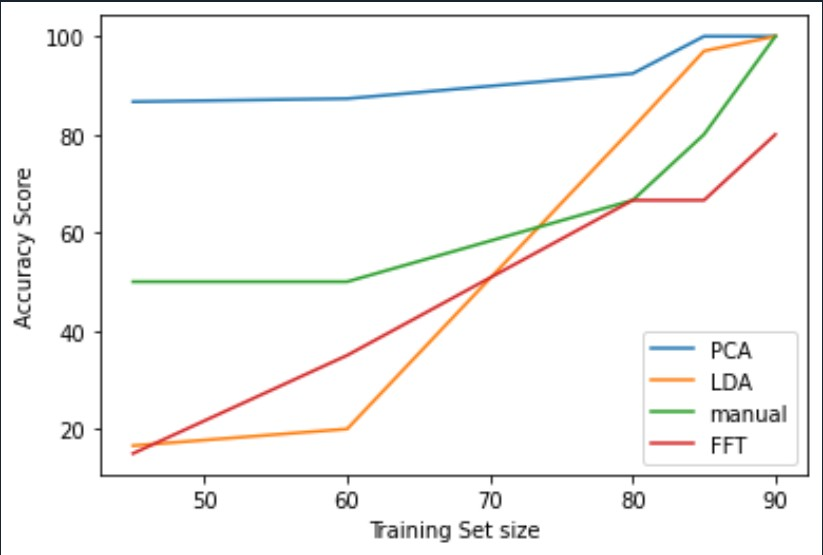 100
80
60
40
20
Accuracy Score
50
60
70
80
90
Training Set size
PCA
LDA
manual
FFT